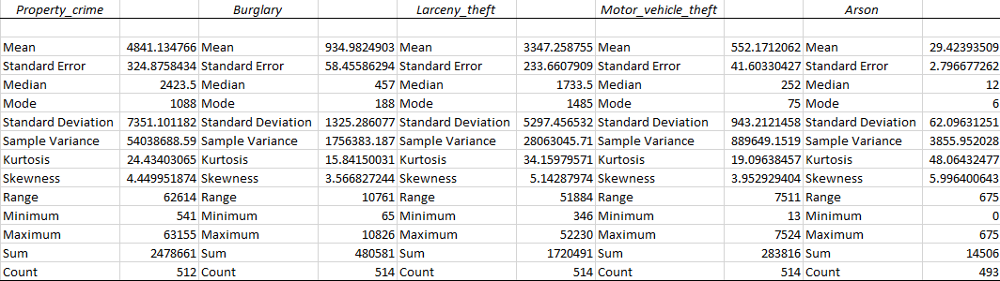 Property_crime Burglary Larceny_theft Motor_vehicle_theft Arson
Mean 4841.134766 Mean 934.9824903 Mean 3347.258755 Mean 552.1712062 Mean 29.42393509
Standard Error 324.8758434 Standard Error 58.45586294 Standard Error 233.6607909 Standard Error 41.60330427 Standard Error 2.796677262
Median 2423.5 Median 457 Median 1733.5 Median 252 Median 12
Mode 1088 Mode 188 Mode 1485 Mode 75 Mode 6
Standard Deviation 7351.101182 Standard Deviation 1325.286077 Standard Deviation 5297.456532 Standard Deviation 943.2121458 Standard Deviation 62.09631251
Sample Variance 54038688.59 Sample Variance 1756383.187 Sample Variance 28063045.71 Sample Variance 889649.1519 Sample Variance 3855.952028
Kurtosis 24.43403065 Kurtosis 15.84150031 Kurtosis 34.15979571 Kurtosis 19.09638457 Kurtosis 48.06432477
Skewness 4.449951874 Skewness 3.566827244 Skewness 5.14287974 Skewness 3.952929404 Skewness 5.996400643
Range 62614 Range 10761 Range 51884 Range 7511 Range 675
Minimum 541 Minimum 65 Minimum 346 Minimum 13 Minimum 0
Maximum 63155 Maximum 10826 Maximum 52230 Maximum 7524 Maximum 675
Sum 2478661 Sum 480581 Sum 1720491 Sum 283816 Sum 14506
Count 512 Count 514 Count 514 Count 514 Count 493